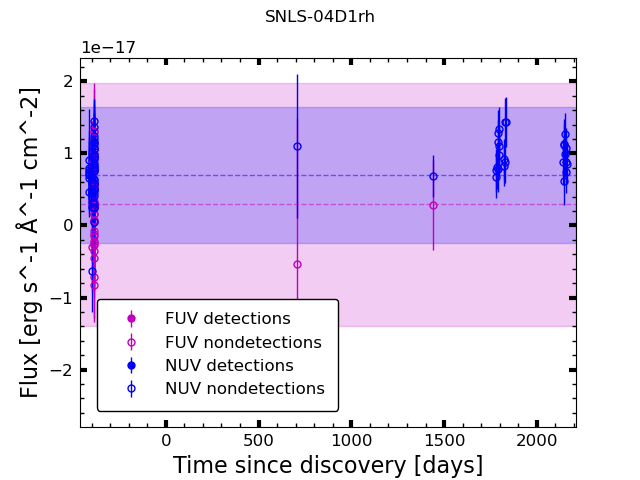 SNLS-04D1rh
1e−17
2
1
0
−1
−2
Flux [erg s^-1 Å^-1 cm^-2]
FUV detections
FUV nondetections
NUV detections
NUV nondetections
0 500 1000 1500 2000
Time since discovery [days]